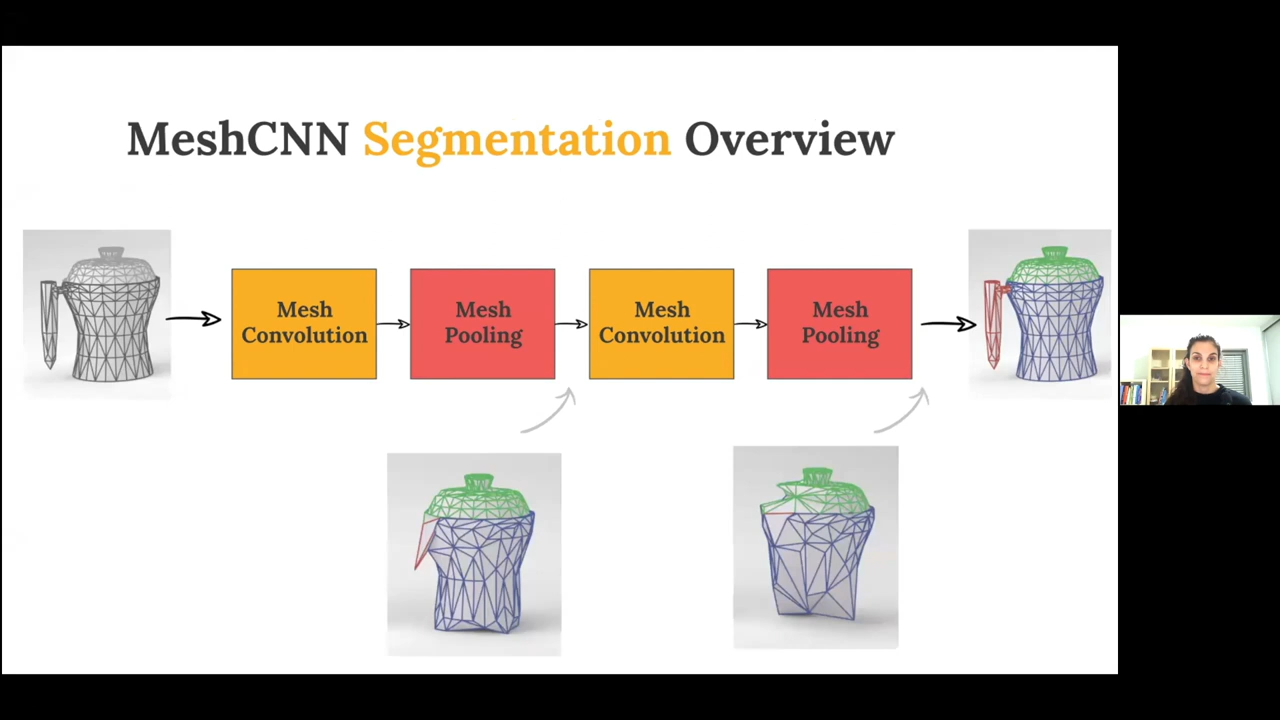 MeshCNN Segmentation Overview
Mesh
Convolution
Mesh
Pooling
Mesh
Convolution
Mesh
Pooling